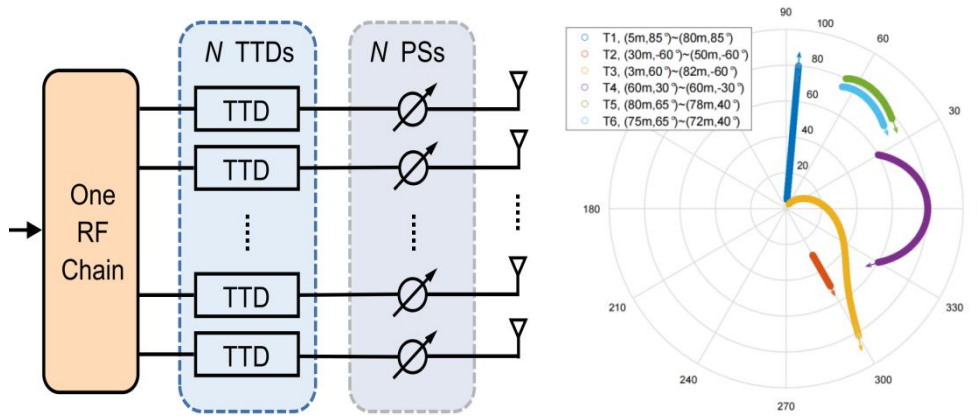 N TTDs
N PSs
One
RF
Chain
TTD
TTD
TTD
TTD
T1, (5m,85°)~(80m,85°)
T2, (30m,-60°)~(50m,-60°)
T3, (3m,60°)~(82m,-60°)
T4, (60m,30°)~(60m,-30°)
T5, (80m,65°)~(78m,40°)
T6, (75m,65°)~(72m,40°)
90
100
80
60
60
40
30
20
180
0
210
330
240
300
270